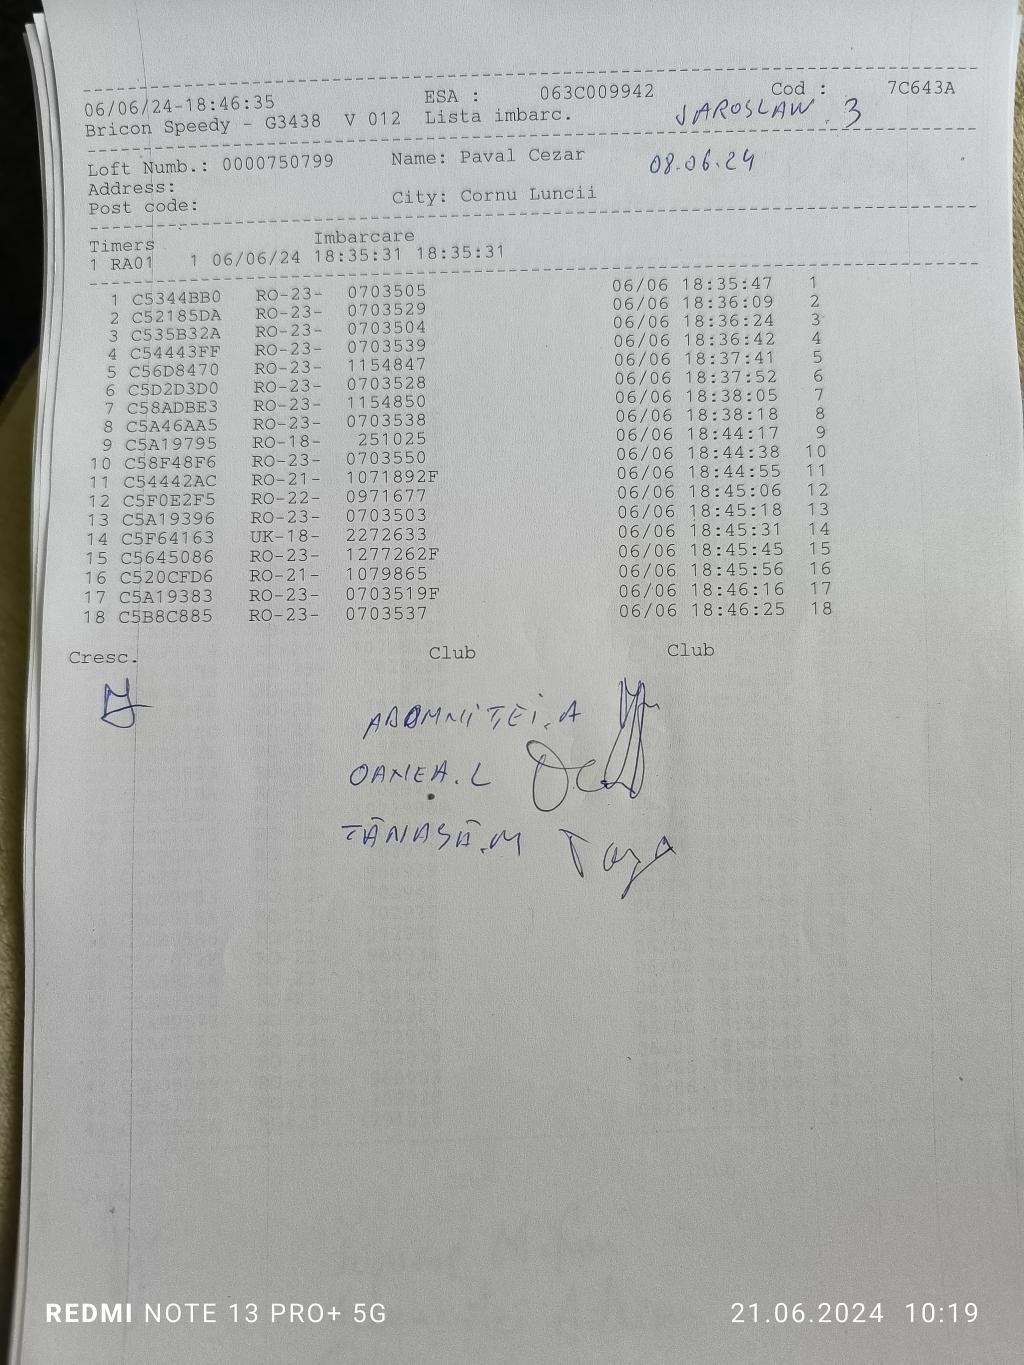 06/06/24-18:46:35 ESA : 063C009942 Cod : 7C643A
Bricon Speedy - G3438 V 012 Lista imbarc. JAROSLAW. 3
Loft Numb.: 0000750799 Name: Paval Cezar 08.06.24
Address:
Post code: City: Cornu Luncii
Timers Imbarcare
1 RA01 1 06/06/24 18:35:31 18:35:31
1 C5344BB0 RO-23- 0703505 06/06 18:35:47 1
2 C52185DA RO-23- 0703529 06/06 18:36:09 2
3 C535B32A RO-23- 0703504 06/06 18:36:24 3
4 C54443FF RO-23- 0703539 06/06 18:36:42 4
5 C56D8470 RO-23- 1154847 06/06 18:37:41 5
6 C5D2D3D0 RO-23- 0703528 06/06 18:37:52 6
7 C58ADBE3 RO-23- 1154850 06/06 18:38:05 7
8 C5A46AA5 RO-23- 0703538 06/06 18:38:18 8
9 C5A19795 RO-18- 251025 06/06 18:44:17 9
10 C58F48F6 RO-23- 0703550 06/06 18:44:38 10
11 C54442AC RO-21- 1071892F 06/06 18:44:55 11
12 C5F0E2F5 RO-22- 0971677 06/06 18:45:06 12
13 C5A19396 RO-23- 0703503 06/06 18:45:18 13
14 C5F64163 UK-18- 2272633 06/06 18:45:31 14
15 C5645086 RO-23- 1277262F 06/06 18:45:45 15
16 C520CFD6 RO-21- 1079865 06/06 18:45:56 16
17 C5A19383 RO-23- 0703519F 06/06 18:46:16 17
18 C5B8C885 RO-23- 0703537 06/06 18:46:25 18
Cresc. Club Club
OANEA. L
TĂNASĂ.M
REDMI NOTE 13 PRO+ 5G 21.06.2024 10:19